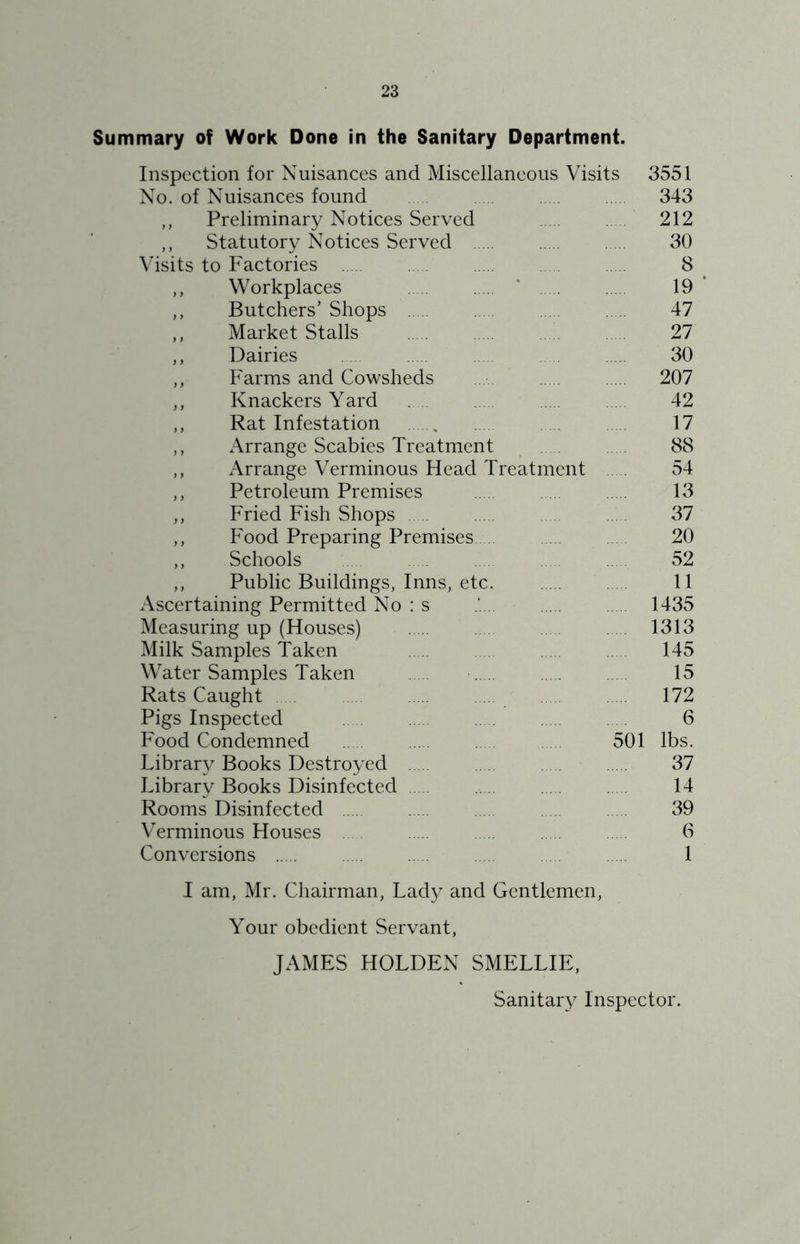 23
Summary of Work Done in the Sanitary Department.
Inspection for Nuisances and Miscellaneous Visits 3551
No. of Nuisances found ..... ..... ..... ..... 343
,, Preliminary Notices Served ..... ..... 212
,, Statutory Notices Served ..... ..... ..... 30
Visits to Factories ..... ..... ..... ..... ..... 8
,, Workplaces ..... ..... ..... ..... 19
,, Butchers' Shops ..... ..... ..... ..... 47
,, Market Stalls ..... ..... ..... ..... 27
,, Dairies ..... ..... ..... ..... ..... 30
,, Farms and Cowsheds ..... ..... ..... 207
,, Knackers Yard ..... ..... ..... ..... 42
,, Rat Infestation ..... ..... ..... ..... 17
,, Arrange Scabies Treatment ..... ..... 88
,, Arrange Verminous Head Treatment ..... 54
,, Petroleum Premises ..... ..... ..... 13
,, Fried Fish Shops ..... ..... ..... ..... 37
,, Food Preparing Premises ..... ..... ..... 20
,, Schools ..... ..... ..... ..... ..... 52
,, Public Buildings, Inns, etc. ..... ..... 11
Ascertaining Permitted No : s ..... ..... ..... 1435
Measuring up (Houses) ..... ..... ..... ..... 1313
Milk Samples Taken ..... ..... ..... ..... 145
Water Samples Taken ..... ..... ..... ..... 15
Rats Caught ..... ..... ..... ..... ..... ..... 172
Pigs Inspected ..... ..... ..... ..... ..... 6
Food Condemned ..... ..... ..... ..... 501 lbs.
Library Books Destroyed ..... ..... ..... ..... 37
Library Books Disinfected ..... ..... ..... ..... 14
Rooms Disinfected ..... ..... ..... ..... ..... 39
Verminous Houses ..... ..... ..... ..... ..... 6
Conversions ..... ..... ..... ..... ..... ..... 1
I am, Mr. Chairman, Lady and Gentlemen,
Your obedient Servant,
JAMES HOLDEN SMELLIE,
Sanitary Inspector.